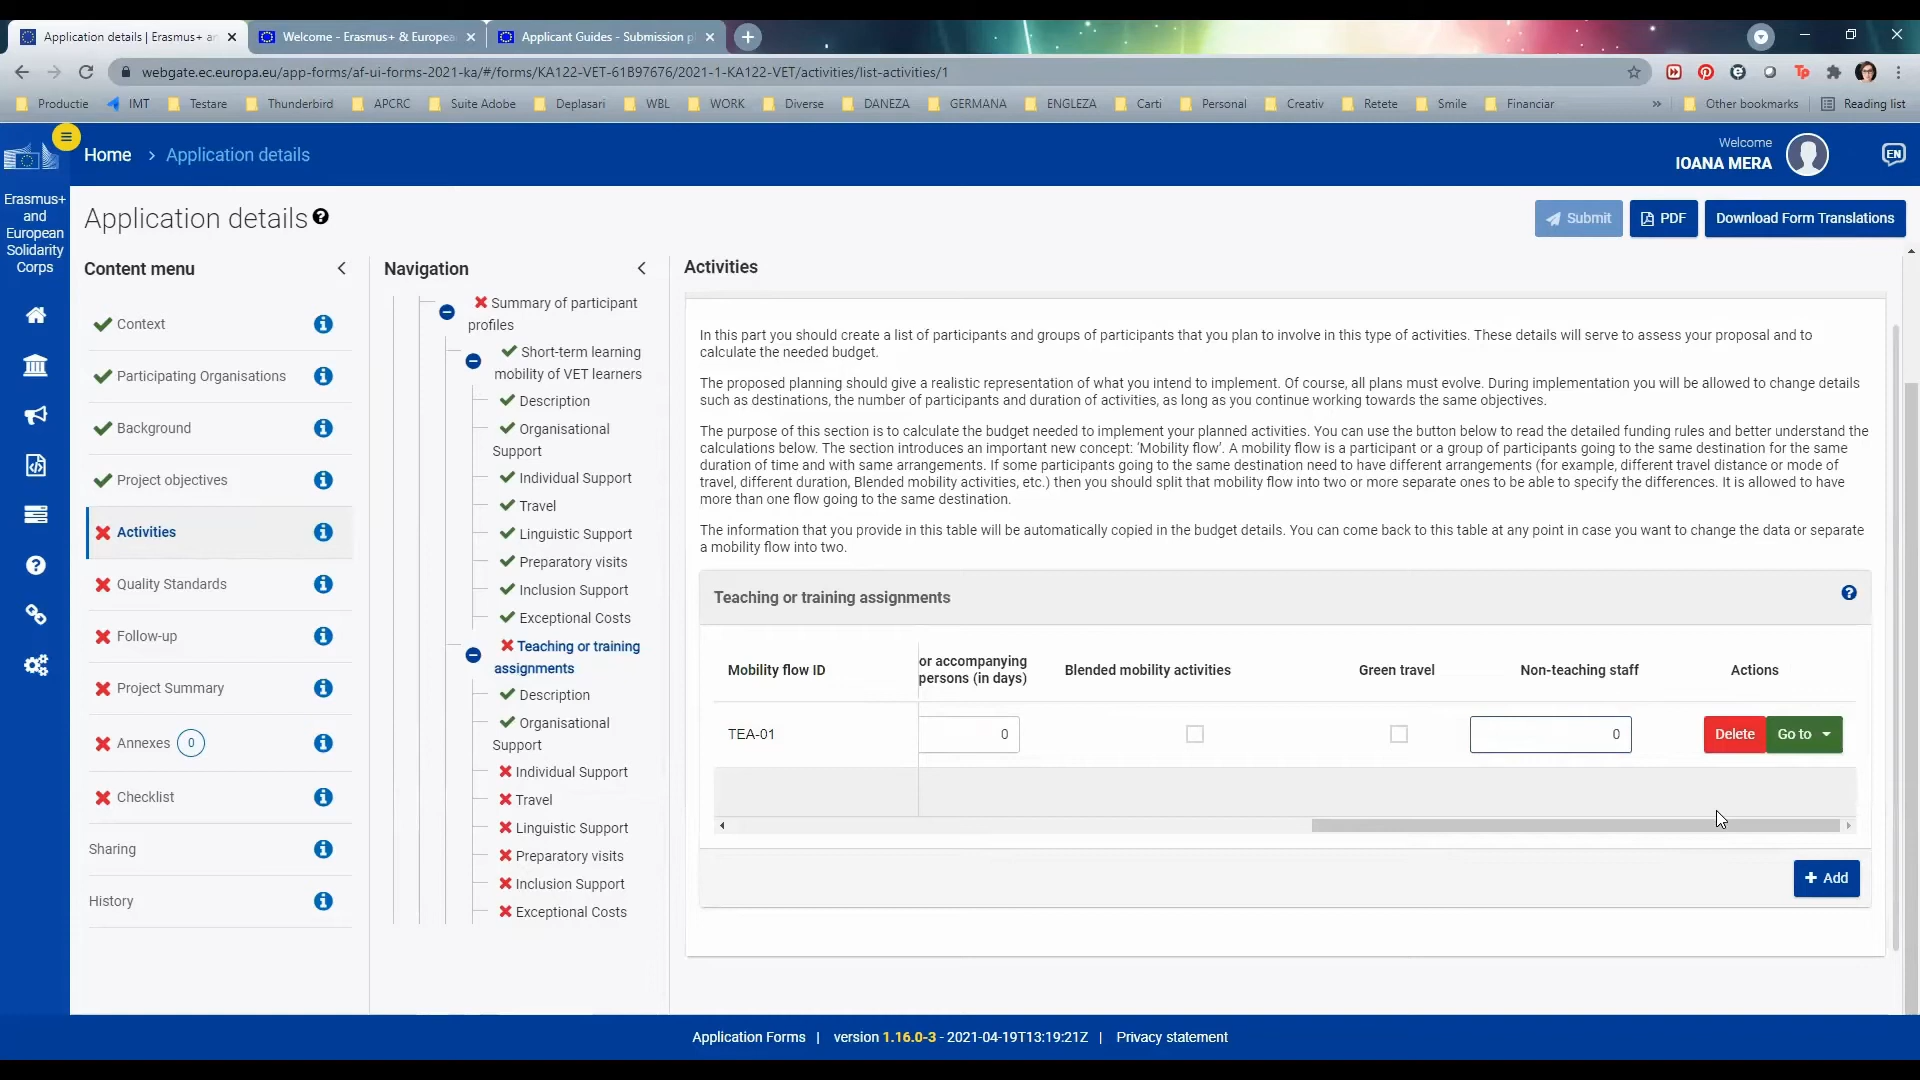 Application details | Erasmus+ an
Welcome - Erasmus+ & Europea
Applicant Guides - Submission p
webgate.ec.europa.eu/app-forms/af-ui-forms-2021-ka/#/forms/KA122-VET-61B97676/2021-1-KA122-VET/activities/list-activities/1
Productie IMT Testare Thunderbird APCRC Suite Adobe Deplasari WBL WORK Diverse DANEZA GERMANA ENGLEZA Carti Personal Creativ Retete Smile Financiar » Other bookmarks Reading list
Home > Application details
Welcome
IOANA MERA
EN
Erasmus+
and
European
Solidarity
Corps
Application details
Submit
PDF
Download Form Translations
Content menu
Context
Participating Organisations
Background
Project objectives
Activities
Quality Standards
Follow-up
Project Summary
Annexes 0
Checklist
Sharing
History
Navigation
Summary of participant
profiles
Short-term learning
mobility of VET learners
Description
Organisational
Support
Individual Support
Travel
Linguistic Support
Preparatory visits
Inclusion Support
Exceptional Costs
Teaching or training
assignments
Description
Organisational
Support
Individual Support
Travel
Linguistic Support
Preparatory visits
Inclusion Support
Exceptional Costs
Activities
In this part you should create a list of participants and groups of participants that you plan to involve in this type of activities. These details will serve to assess your proposal and to
calculate the needed budget.
The proposed planning should give a realistic representation of what you intend to implement. Of course, all plans must evolve. During implementation you will be allowed to change details
such as destinations, the number of participants and duration of activities, as long as you continue working towards the same objectives.
The purpose of this section is to calculate the budget needed to implement your planned activities. You can use the button below to read the detailed funding rules and better understand the
calculations below. The section introduces an important new concept: ‘Mobility flow’. A mobility flow is a participant or a group of participants going to the same destination for the same
duration of time and with same arrangements. If some participants going to the same destination need to have different arrangements (for example, different travel distance or mode of
travel, different duration, Blended mobility activities, etc.) then you should split that mobility flow into two or more separate ones to be able to specify the differences. It is allowed to have
more than one flow going to the same destination.
The information that you provide in this table will be automatically copied in the budget details. You can come back to this table at any point in case you want to change the data or separate
a mobility flow into two.
Teaching or training assignments
Mobility flow ID
or accompanying
persons (in days)
Blended mobility activities
Green travel
Non-teaching staff
Actions
TEA-01
0
0
Delete
Go to
+ Add
Application Forms | version 1.16.0-3 - 2021-04-19T13:19:21Z | Privacy statement